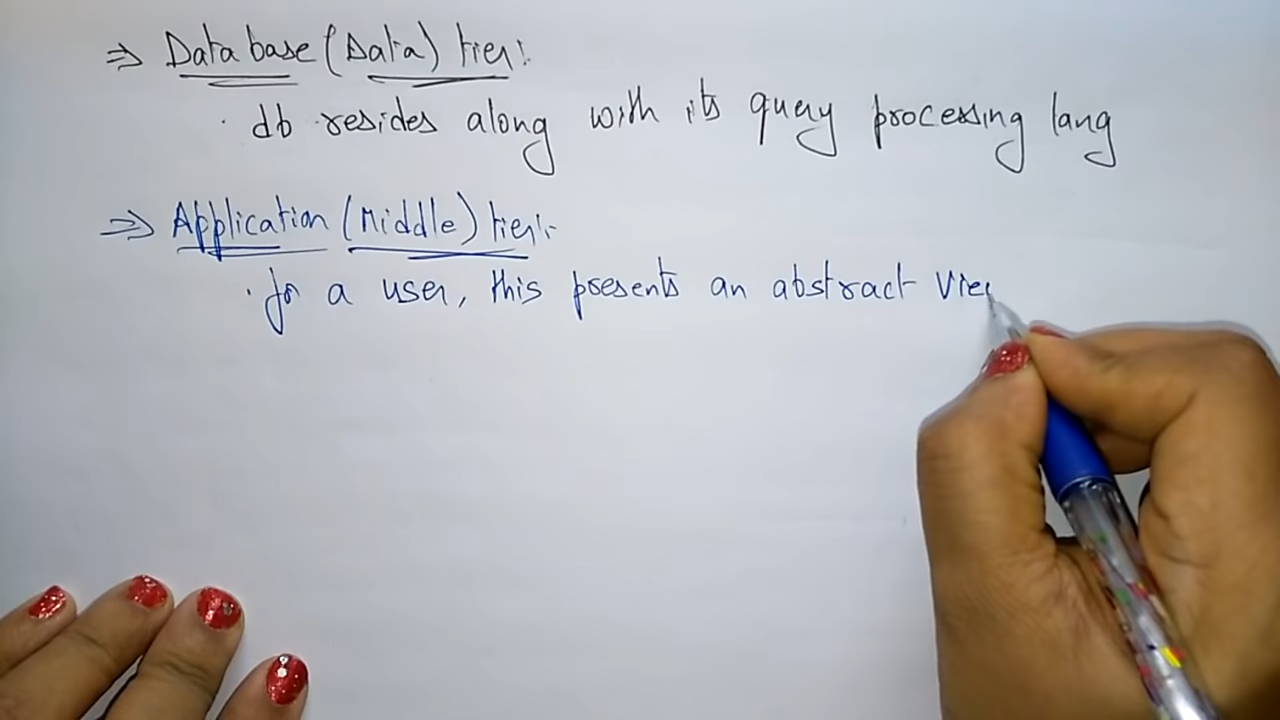 ⇒ Database (Data) tier:
· db resides along with its query processing lang
⇒ Application (Middle) tier:-
· for a user, this presents an abstract vie